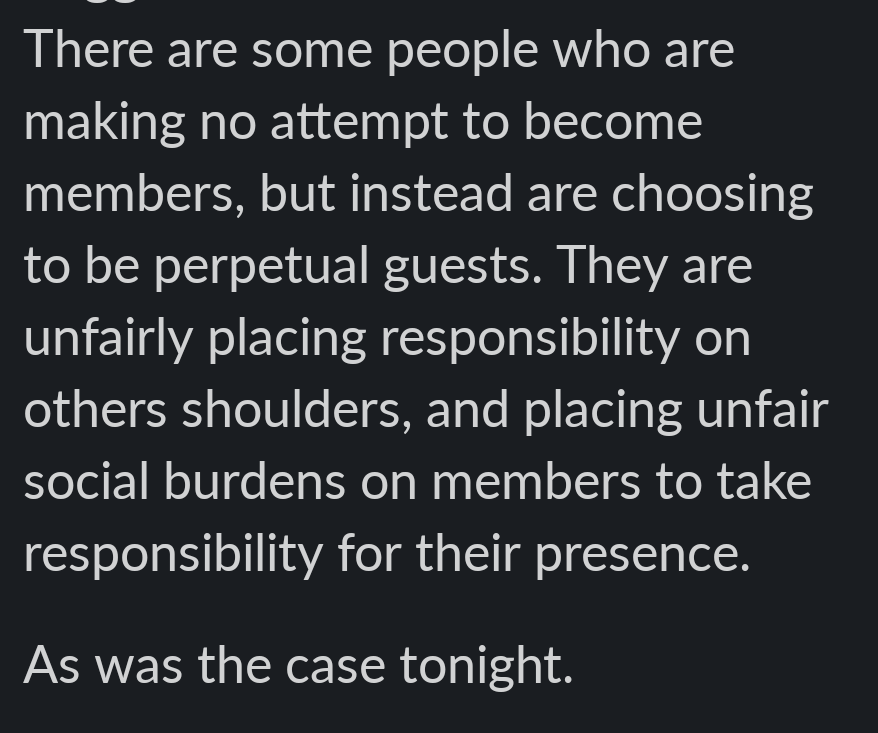 There are some people who are
making no attempt to become
members, but instead are choosing
to be perpetual guests. They are
unfairly placing responsibility on
others shoulders, and placing unfair
social burdens on members to take
responsibility for their presence.
As was the case tonight.